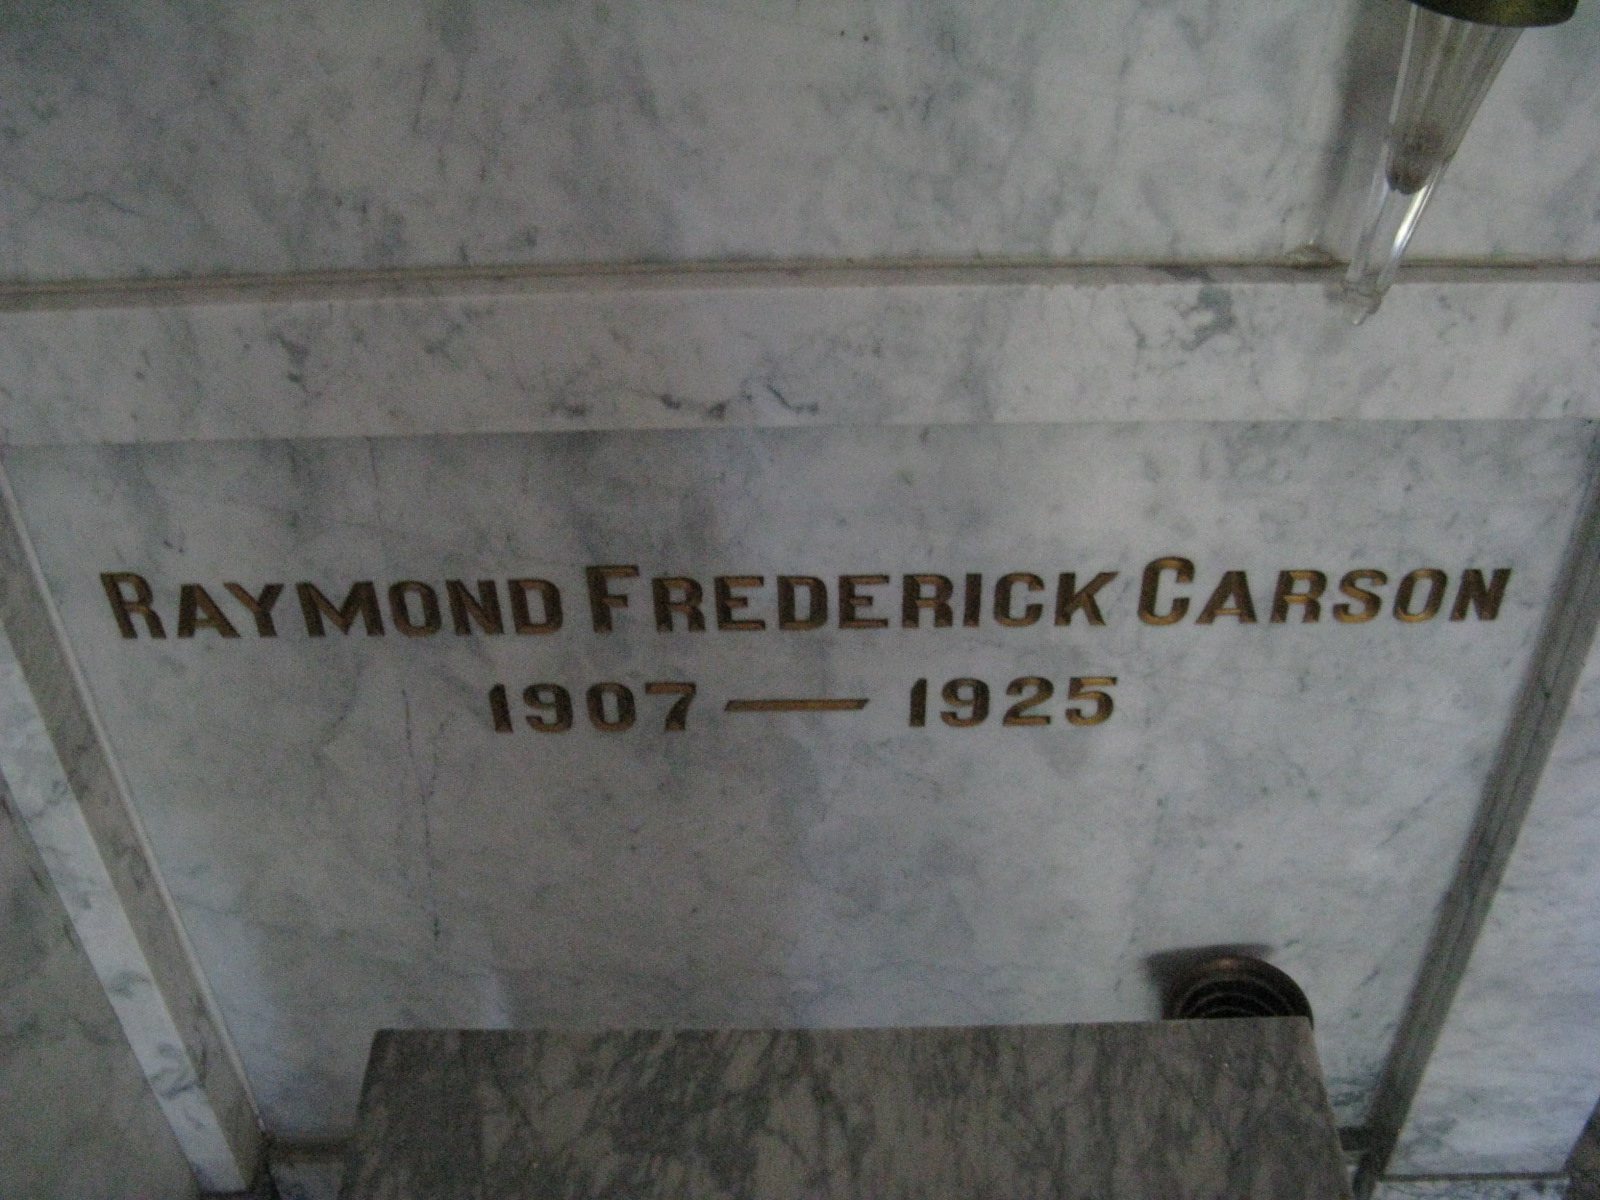 RAYMOND FREDERICK CARSON
1907 — 1925